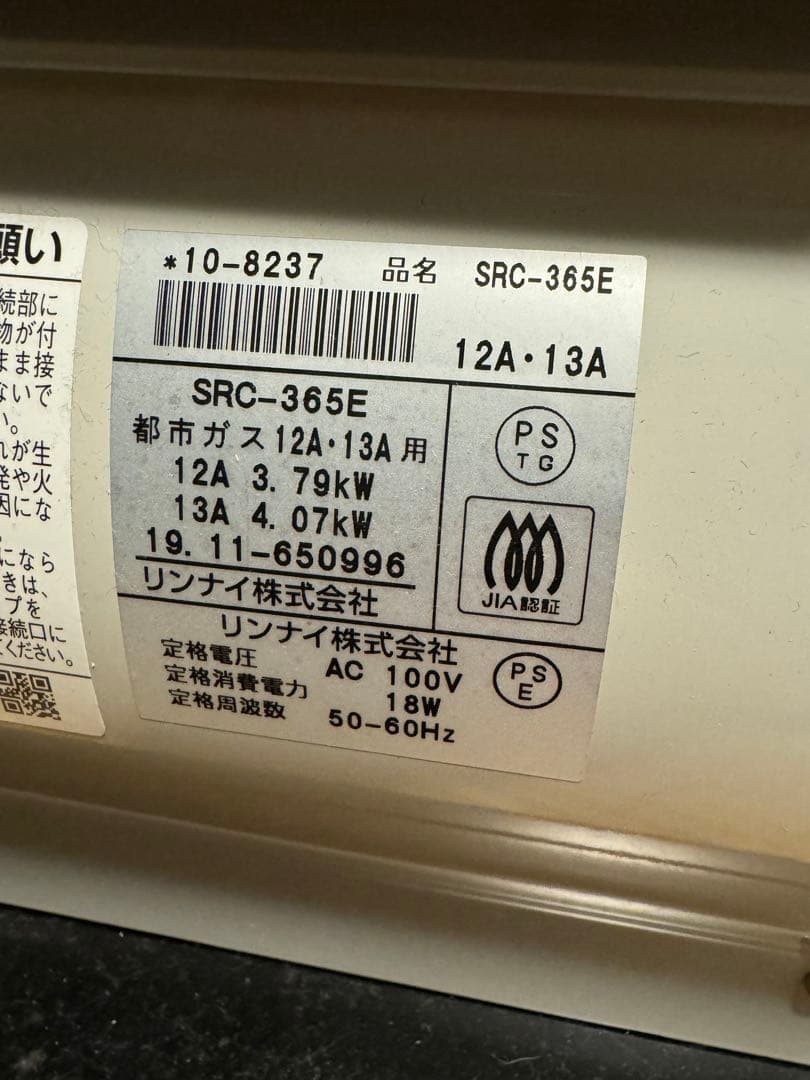 願い
続部に
物が付
まま接
ないで
い。
れが生
発や火
因にな
。
になら
きは、
プを
接続口に
ください。
*10-8237 品名 SRC-365E
12A・13A
SRC-365E
都市ガス12A・13A用
12A 3.79kW
13A 4.07kW
19.11-650996
リンナイ株式会社
PS
TG
JIA認証
リンナイ株式会社
定格電圧 AC 100V
定格消費電力 18W
定格周波数 50-60Hz
PS
E